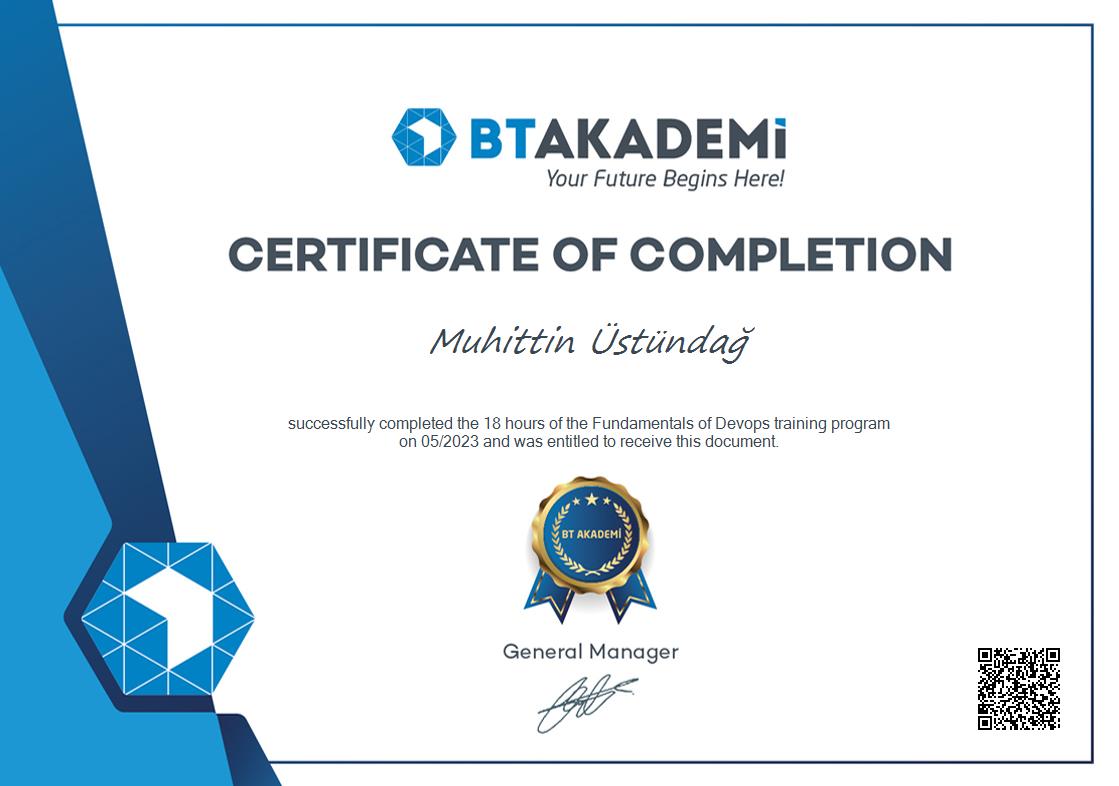 BTAKADEMİ
Your Future Begins Here!
CERTIFICATE OF COMPLETION
Muhittin Üstündağ
successfully completed the 18 hours of the Fundamentals of Devops training program
on 05/2023 and was entitled to receive this document.
BT AKADEMİ
General Manager